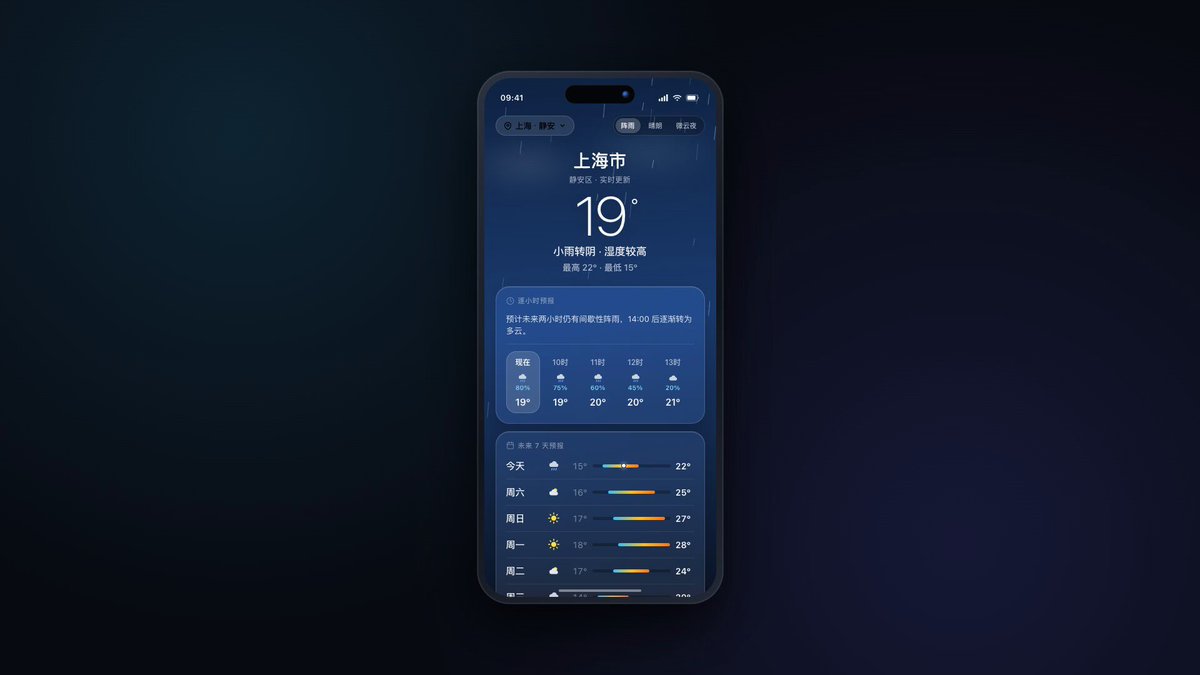 09:41
上海 · 静安
阵雨 晴朗 微云夜
上海市
静安区 · 实时更新
19°
小雨转阴 · 湿度较高
最高 22° · 最低 15°
逐小时预报
预计未来两小时仍有间歇性阵雨，14:00 后逐渐转为
多云。
现在 10时 11时 12时 13时
80% 75% 60% 45% 20%
19° 19° 20° 20° 21°
未来 7 天预报
今天 15° 22°
周六 16° 25°
周日 17° 27°
周一 18° 28°
周二 17° 24°